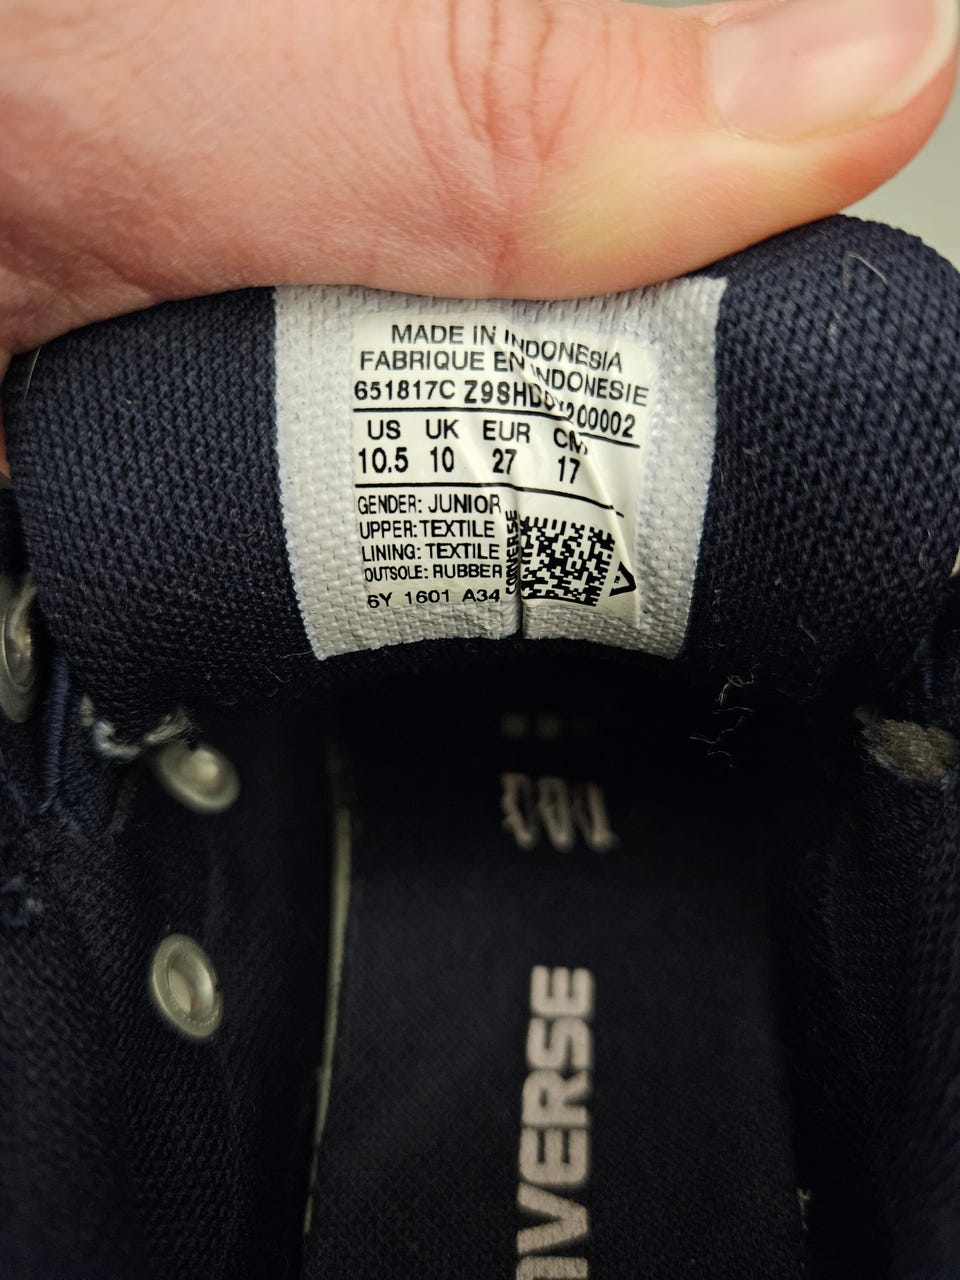 MADE IN INDONESIA
FABRIQUE EN INDONESIE
651817C
US UK EUR CM
10.5 10 27 17
GENDER: JUNIOR
UPPER: TEXTILE
LINING: TEXTILE
OUTSOLE: RUBBER
6Y 1601 A34
CONVERSE
NVERSE